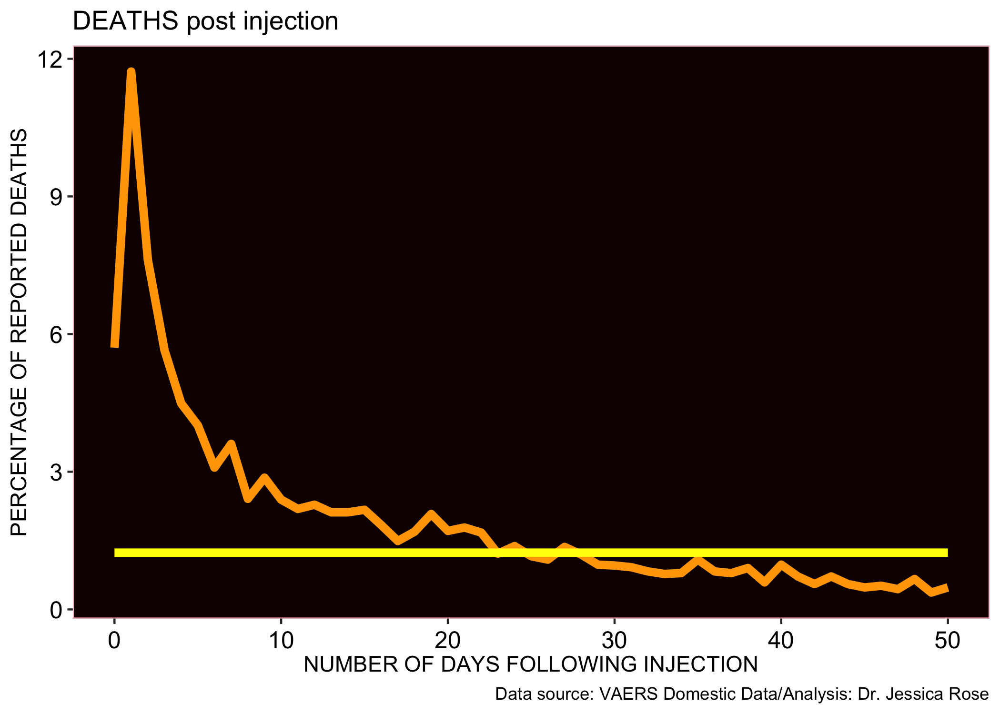 DEATHS post injection
PERCENTAGE OF REPORTED DEATHS
12
9
6
3
0
0 10 20 30 40 50
NUMBER OF DAYS FOLLOWING INJECTION
Data source: VAERS Domestic Data/Analysis: Dr. Jessica Rose